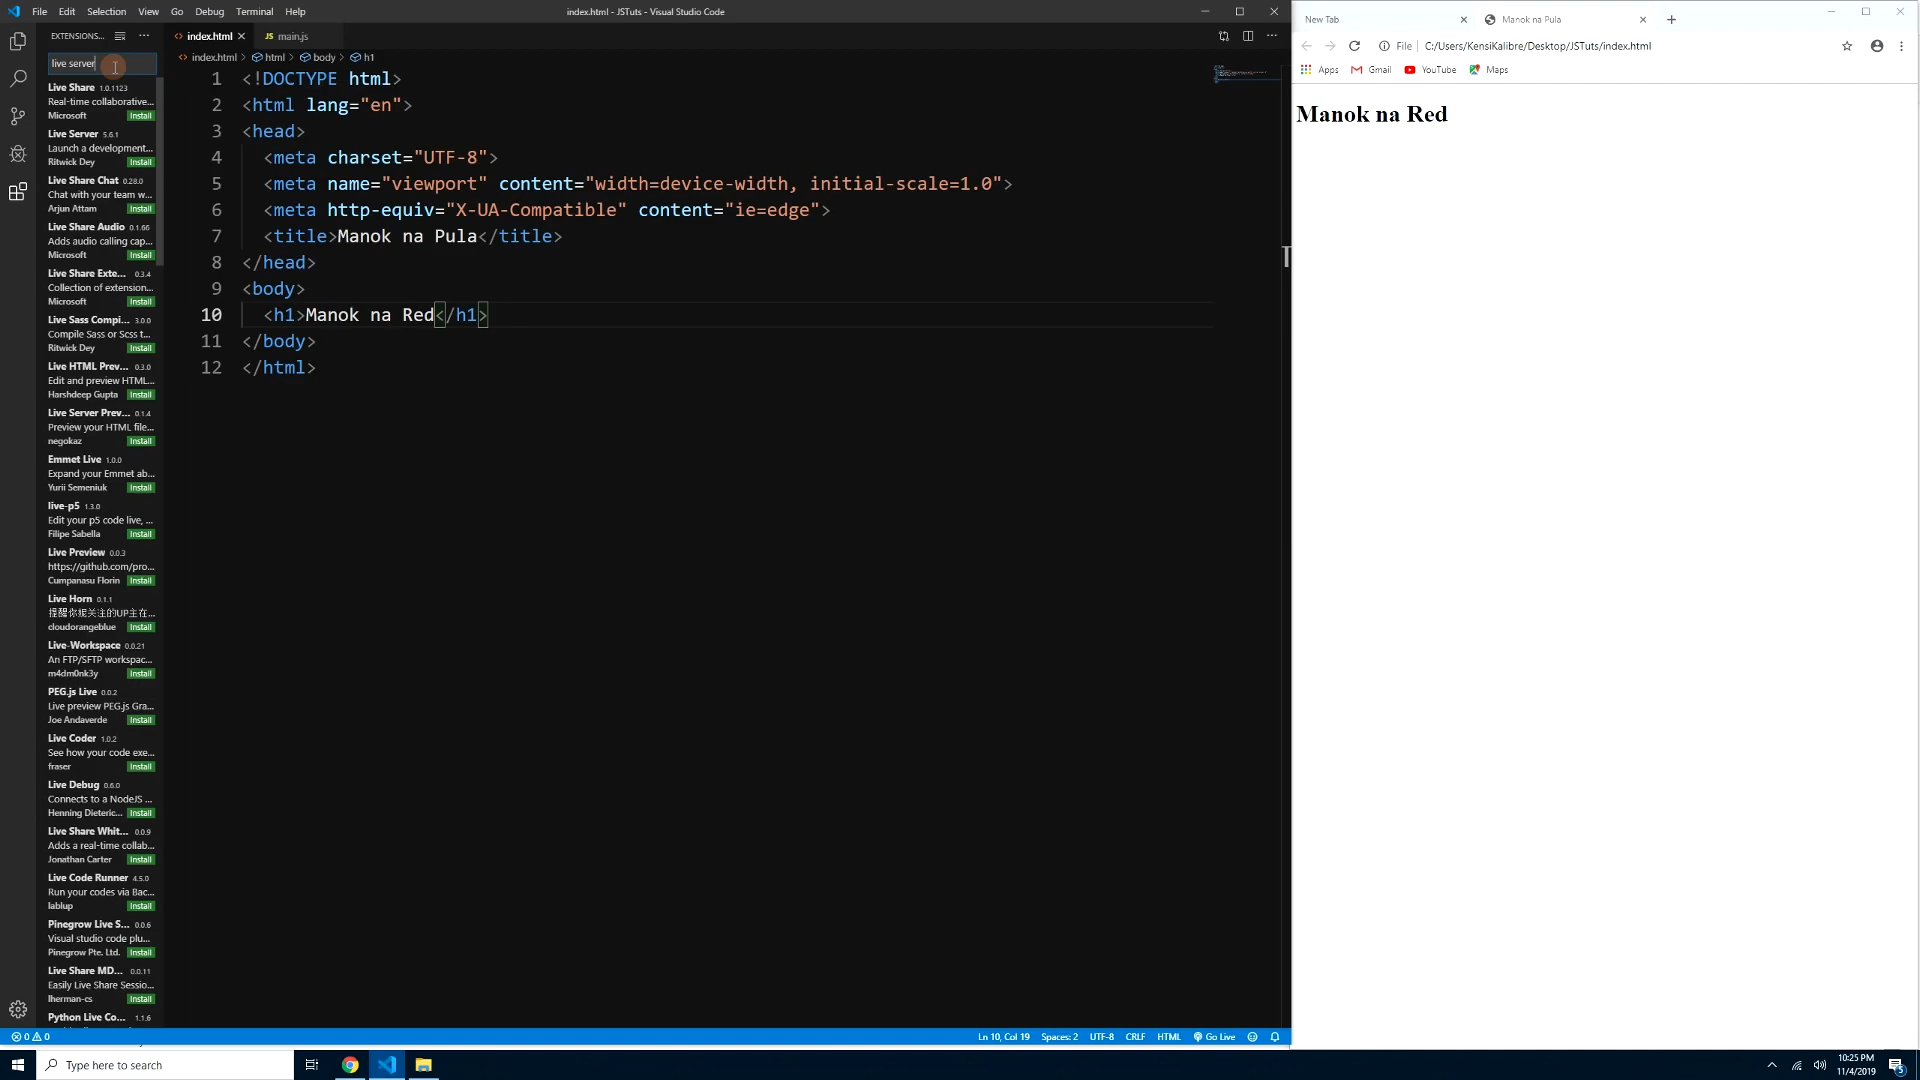 File Edit Selection View Go Debug Terminal Help
index.html - JSTuts - Visual Studio Code
EXTENSIONS...
live server
Live Share 1.0.1123
Real-time collaborative...
Microsoft Install
Live Server 5.6.1
Launch a development...
Ritwick Dey Install
Live Share Chat 0.28.0
Chat with your team w...
Arjun Attam Install
Live Share Audio 0.1.66
Adds audio calling cap...
Microsoft Install
Live Share Exte... 0.3.4
Collection of extension...
Microsoft Install
Live Sass Compi... 3.0.0
Compile Sass or Scss t...
Ritwick Dey Install
Live HTML Prev... 0.3.0
Edit and preview HTML...
Harshdeep Gupta Install
Live Server Prev... 0.1.4
Preview your HTML file...
negokaz Install
Emmet Live 1.0.0
Expand your Emmet ab...
Yurii Semeniuk Install
live-p5 1.3.0
Edit your p5 code live, ...
Filipe Sabella Install
Live Preview 0.0.3
https://github.com/pro...
Cumpanasu Florin Install
Live Horn 0.1.1
提醒你娓关注的UP主在...
cloudorangeblue Install
Live-Workspace 0.0.21
An FTP/SFTP workspac...
m4dm0nk3y Install
PEG.js Live 0.0.2
Live preview PEG.js Gra...
Joe Andaverde Install
Live Coder 1.0.2
See how your code exe...
fraser Install
Live Debug 0.6.0
Connects to a NodeJS ...
Henning Dieteric... Install
Live Share Whit... 0.0.9
Adds a real-time collab...
Jonathan Carter Install
Live Code Runner 4.5.0
Run your codes via Bac...
lablup Install
Pinegrow Live S... 0.0.6
Visual studio code plu...
Pinegrow Pte. Ltd. Install
Live Share MD... 0.0.11
Easily Live Share Sessio...
lherman-cs Install
Python Live Co... 1.1.6
index.html JS main.js
index.html > html > body > h1
1 <!DOCTYPE html>
2 <html lang="en">
3 <head>
4 <meta charset="UTF-8">
5 <meta name="viewport" content="width=device-width, initial-scale=1.0">
6 <meta http-equiv="X-UA-Compatible" content="ie=edge">
7 <title>Manok na Pula</title>
8 </head>
9 <body>
10 <h1>Manok na Red</h1>
11 </body>
12 </html>
0 0
Ln 10, Col 19 Spaces: 2 UTF-8 CRLF HTML Go Live
New Tab Manok na Pula
File C:/Users/KensiKalibre/Desktop/JSTuts/index.html
Apps Gmail YouTube Maps
Manok na Red
Type here to search
10:25 PM
11/4/2019
5